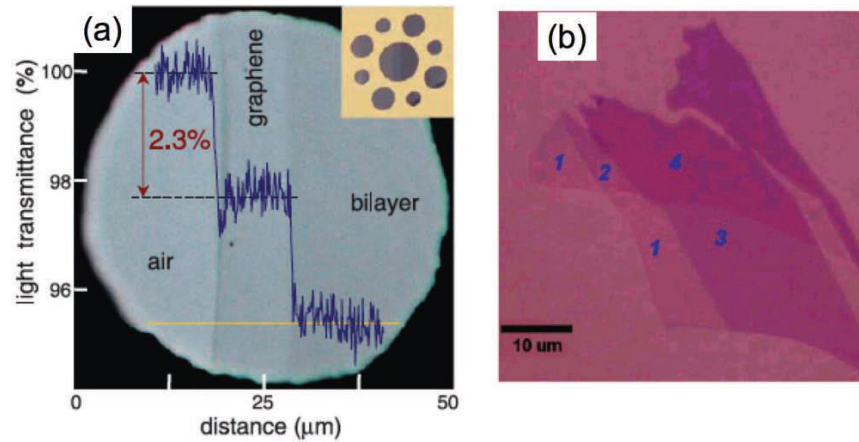 (a)
light transmittance (%)
100
98
96
2.3%
graphene
air
bilayer
0
25
50
distance (μm)
(b)
1
2
4
1
3
10 um